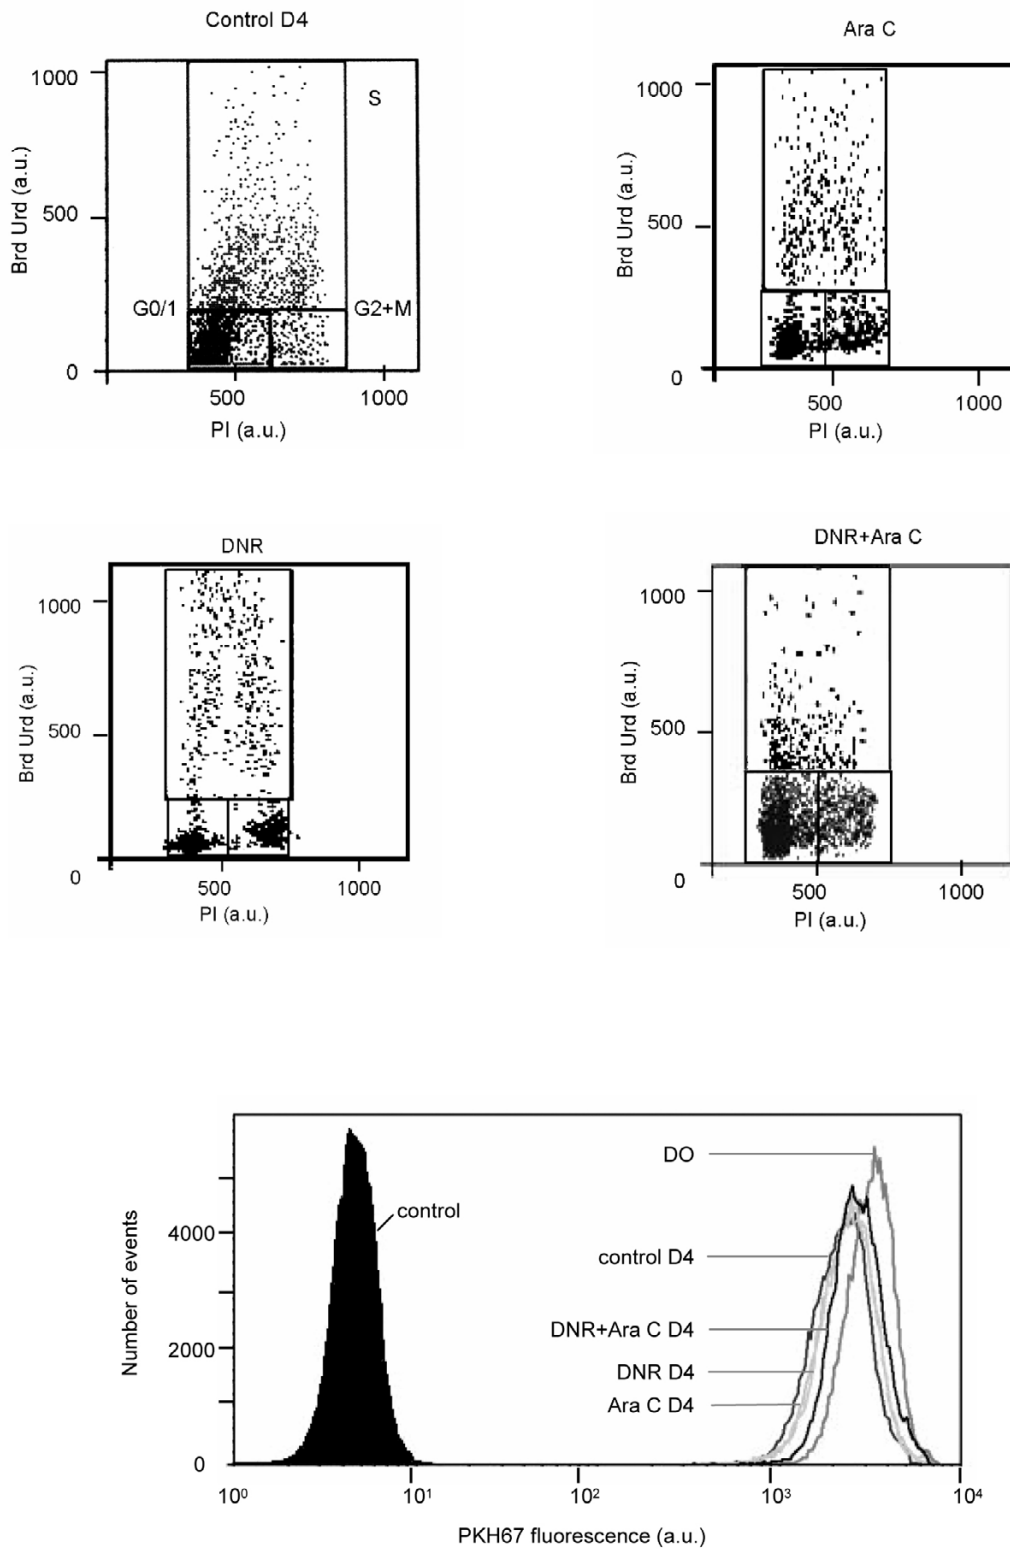 Control D4
1000
S
Brd Urd (a.u.)
500
G0/1
G2+M
0
500
1000
PI (a.u.)
Ara C
1000
Brd Urd (a.u.)
500
0
500
1000
PI (a.u.)
DNR
1000
Brd Urd (a.u.)
500
0
500
1000
PI (a.u.)
DNR+Ara C
1000
Brd Urd (a.u.)
500
0
500
1000
PI (a.u.)
DO
control
4000
control D4
Number of events
DNR+Ara C D4
2000
DNR D4
Ara C D4
0
10⁰
10¹
10²
10³
10⁴
PKH67 fluorescence (a.u.)